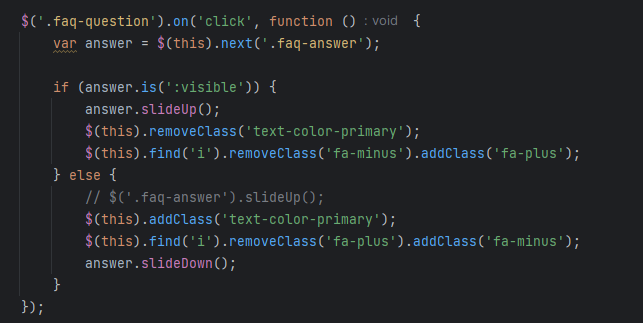 $('.faq-question').on('click', function () : void {
    var answer = $(this).next('.faq-answer');

    if (answer.is(':visible')) {
        answer.slideUp();
        $(this).removeClass('text-color-primary');
        $(this).find('i').removeClass('fa-minus').addClass('fa-plus');
    } else {
        // $('.faq-answer').slideUp();
        $(this).addClass('text-color-primary');
        $(this).find('i').removeClass('fa-plus').addClass('fa-minus');
        answer.slideDown();
    }
});